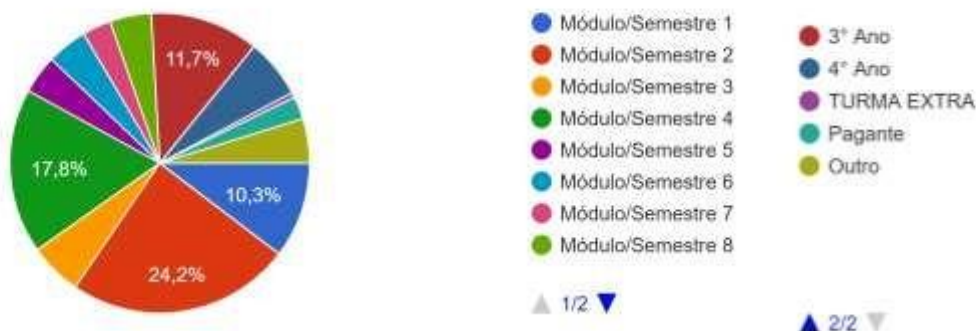 11,7%
17,8%
10,3%
24,2%
Módulo/Semestre 1
Módulo/Semestre 2
Módulo/Semestre 3
Módulo/Semestre 4
Módulo/Semestre 5
Módulo/Semestre 6
Módulo/Semestre 7
Módulo/Semestre 8
1/2
3° Ano
4° Ano
TURMA EXTRA
Pagante
Outro
2/2